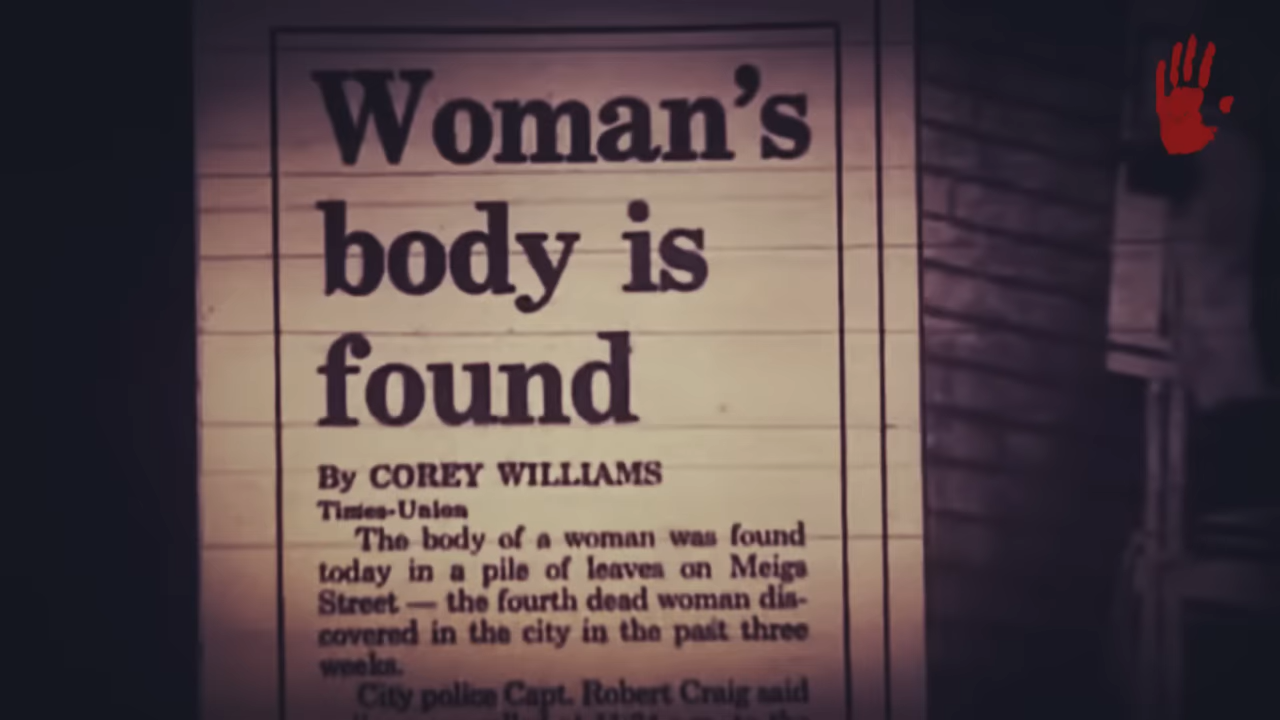 Woman's
body is
found
By COREY WILLIAMS
Times-Union
The body of a woman was found
today in a pile of leaves on Meigs
Street — the fourth dead woman dis-
covered in the city in the past three
weeks.
City police Capt. Robert Craig said